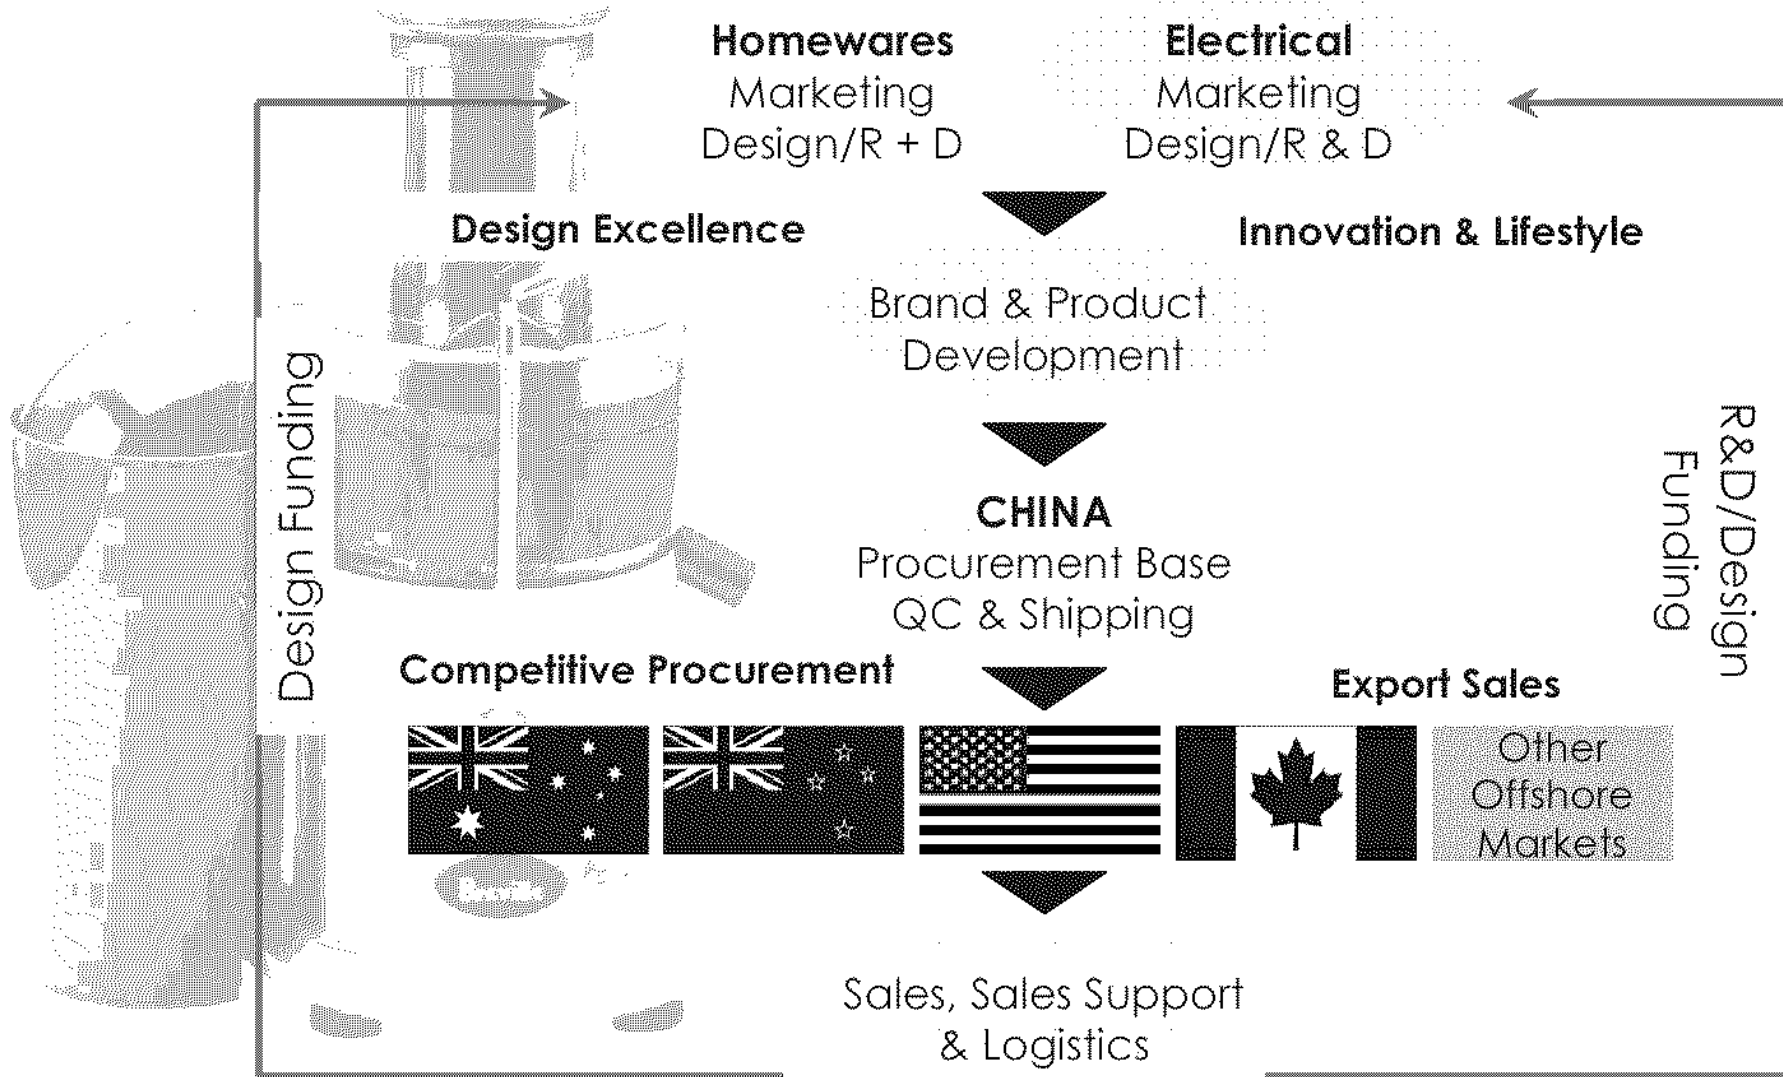 Homewares
Marketing
Design/R + D
Electrical
Marketing
Design/R & D
Design Excellence
Innovation & Lifestyle
Brand & Product
Development
Design Funding
R&D/Design
Funding
CHINA
Procurement Base
QC & Shipping
Competitive Procurement
Export Sales
Other
Offshore
Markets
Breville
Sales, Sales Support
& Logistics